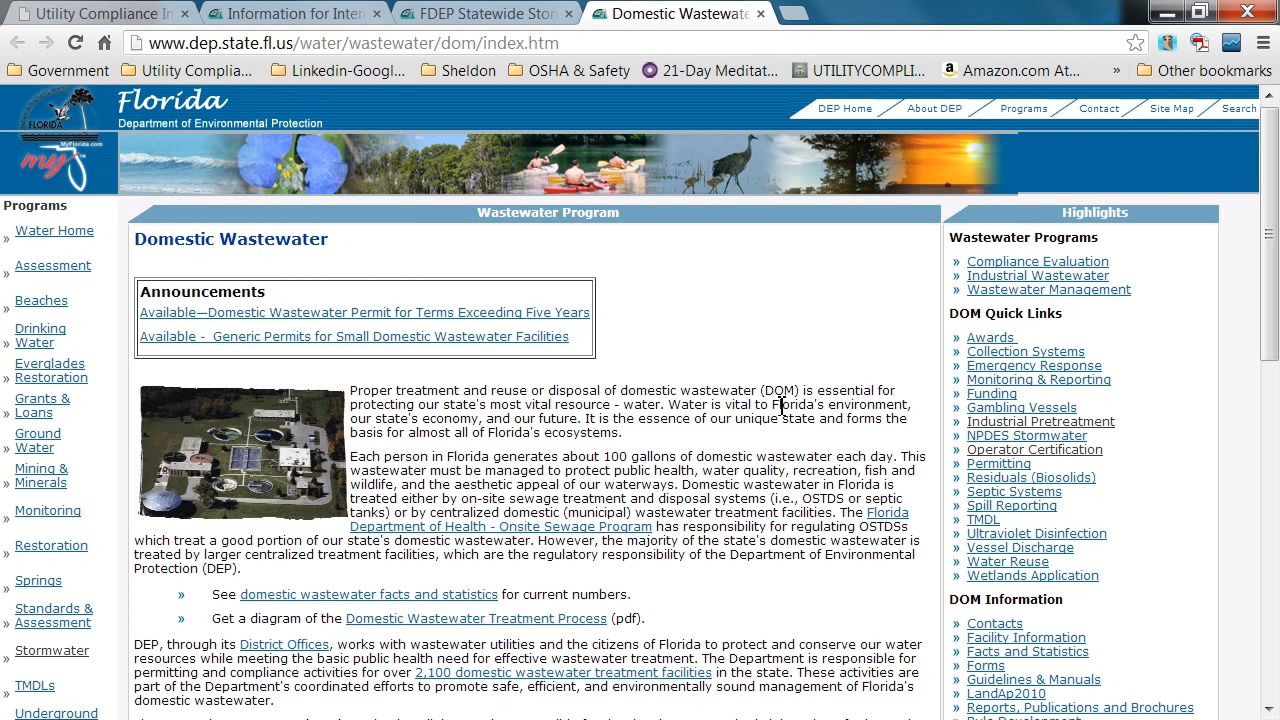 Utility Compliance In
Information for Inter
FDEP Statewide Stor
Domestic Wastewate
www.dep.state.fl.us/water/wastewater/dom/index.htm
Government
Utility Complia...
Linkedin-Googl...
Sheldon
OSHA & Safety
21-Day Meditat...
UTILITYCOMPLI...
Amazon.com At...
»
Other bookmarks
FLORIDA
MyFlorida.com
my
Florida
Department of Environmental Protection
DEP Home
About DEP
Programs
Contact
Site Map
Search
Programs
» Water Home
» Assessment
» Beaches
» Drinking
Water
» Everglades
Restoration
» Grants &
Loans
» Ground
Water
» Mining &
Minerals
» Monitoring
» Restoration
» Springs
» Standards &
Assessment
» Stormwater
» TMDLs
Underground
Wastewater Program
Domestic Wastewater
Announcements
Available—Domestic Wastewater Permit for Terms Exceeding Five Years
Available - Generic Permits for Small Domestic Wastewater Facilities
Proper treatment and reuse or disposal of domestic wastewater (DOM) is essential for
protecting our state's most vital resource - water. Water is vital to Florida's environment,
our state's economy, and our future. It is the essence of our unique state and forms the
basis for almost all of Florida's ecosystems.
Each person in Florida generates about 100 gallons of domestic wastewater each day. This
wastewater must be managed to protect public health, water quality, recreation, fish and
wildlife, and the aesthetic appeal of our waterways. Domestic wastewater in Florida is
treated either by on-site sewage treatment and disposal systems (i.e., OSTDS or septic
tanks) or by centralized domestic (municipal) wastewater treatment facilities. The Florida
Department of Health - Onsite Sewage Program has responsibility for regulating OSTDSs
which treat a good portion of our state's domestic wastewater. However, the majority of the state's domestic wastewater is
treated by larger centralized treatment facilities, which are the regulatory responsibility of the Department of Environmental
Protection (DEP).
» See domestic wastewater facts and statistics for current numbers.
» Get a diagram of the Domestic Wastewater Treatment Process (pdf).
DEP, through its District Offices, works with wastewater utilities and the citizens of Florida to protect and conserve our water
resources while meeting the basic public health need for effective wastewater treatment. The Department is responsible for
permitting and compliance activities for over 2,100 domestic wastewater treatment facilities in the state. These activities are
part of the Department's coordinated efforts to promote safe, efficient, and environmentally sound management of Florida's
domestic wastewater.
Highlights
Wastewater Programs
» Compliance Evaluation
» Industrial Wastewater
» Wastewater Management
DOM Quick Links
» Awards
» Collection Systems
» Emergency Response
» Monitoring & Reporting
» Funding
» Gambling Vessels
» Industrial Pretreatment
» NPDES Stormwater
» Operator Certification
» Permitting
» Residuals (Biosolids)
» Septic Systems
» Spill Reporting
» TMDL
» Ultraviolet Disinfection
» Vessel Discharge
» Water Reuse
» Wetlands Application
DOM Information
» Contacts
» Facility Information
» Facts and Statistics
» Forms
» Guidelines & Manuals
» LandAp2010
» Reports, Publications and Brochures